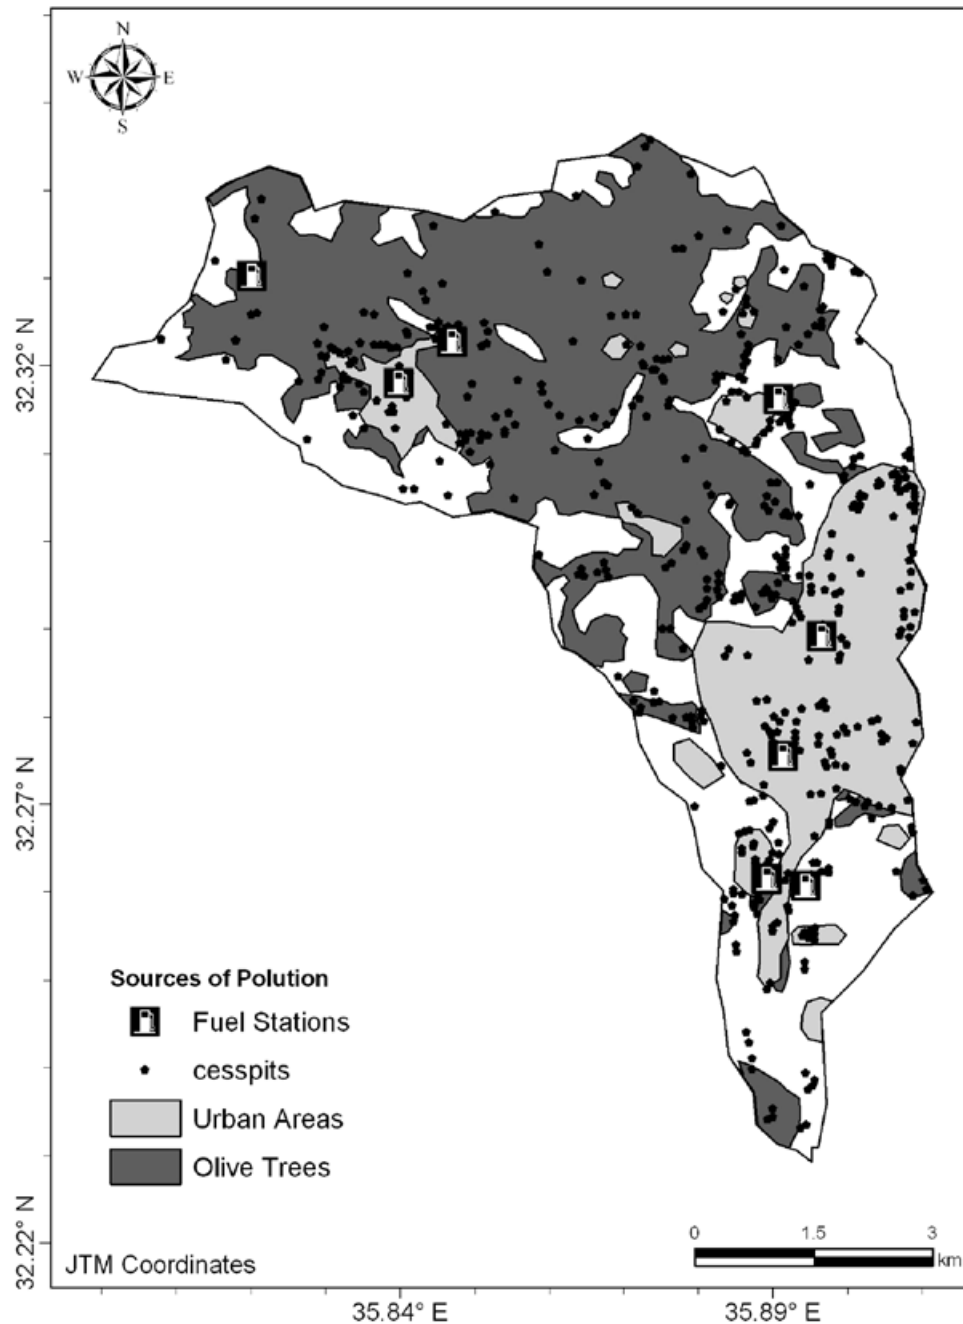 N
W E
S
32.32° N
32.27° N
32.22° N
Sources of Polution
Fuel Stations
cesspits
Urban Areas
Olive Trees
JTM Coordinates
0 1.5 3
km
35.84° E 35.89° E